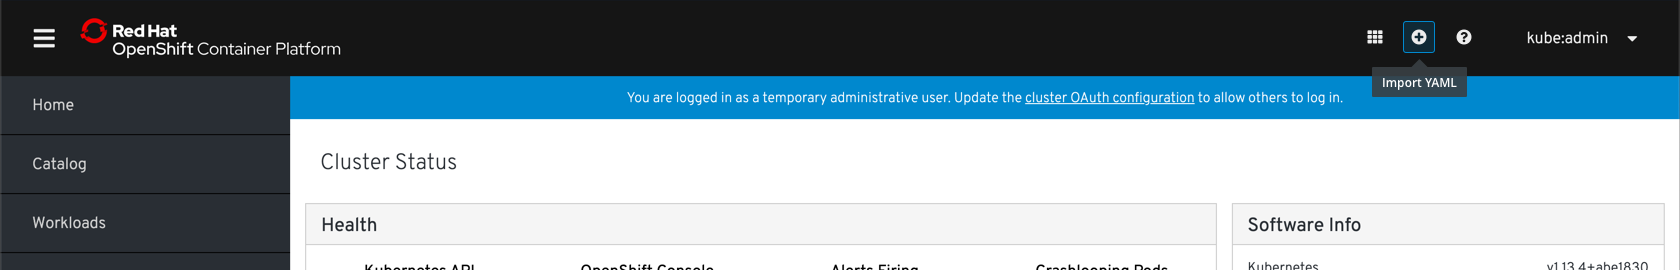 Red Hat
OpenShift Container Platform
kube:admin
Import YAML
Home
You are logged in as a temporary administrative user. Update the cluster OAuth configuration to allow others to log in.
Cluster Status
Catalog
Workloads
Health
Software Info
Kubernetes API
OpenShift Console
Alerts Firing
Crashlooping Pods
Kubernetes
v1.13.4+abe1830